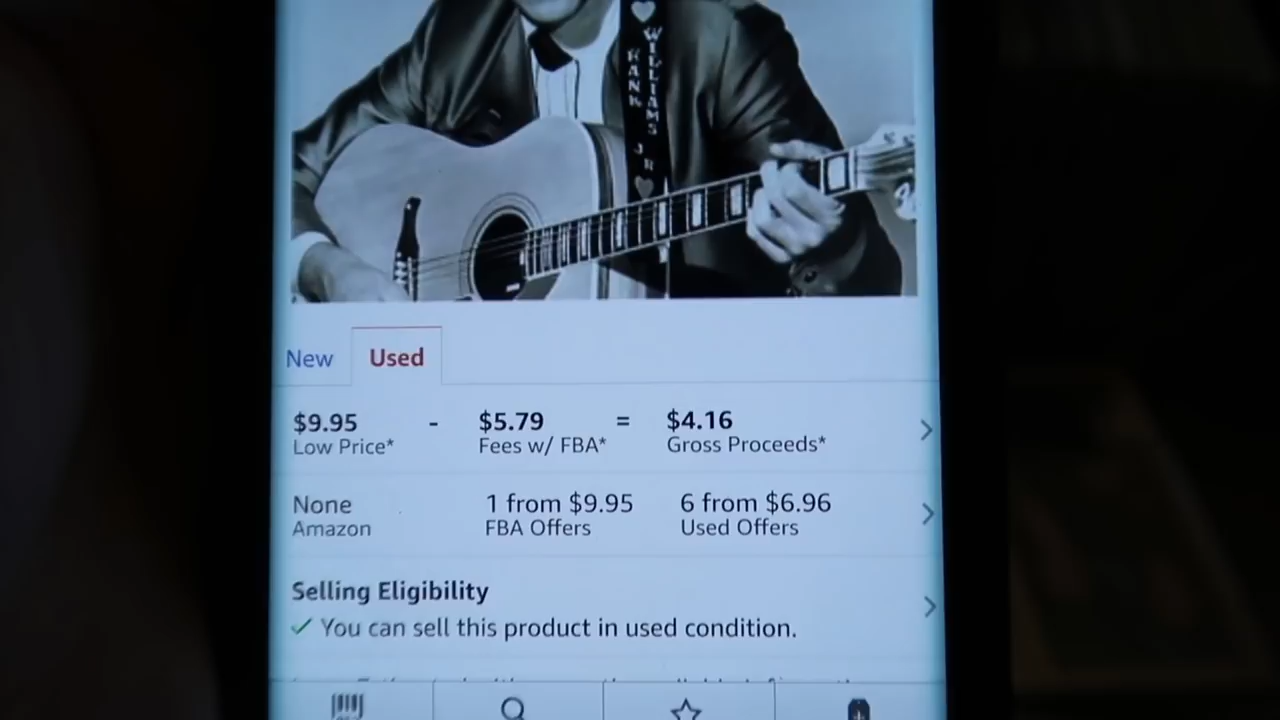 HANK WILLIAMS JR
New
Used
$9.95 - $5.79 = $4.16
Low Price* Fees w/ FBA* Gross Proceeds*
None 1 from $9.95 6 from $6.96
Amazon FBA Offers Used Offers
Selling Eligibility
✓ You can sell this product in used condition.